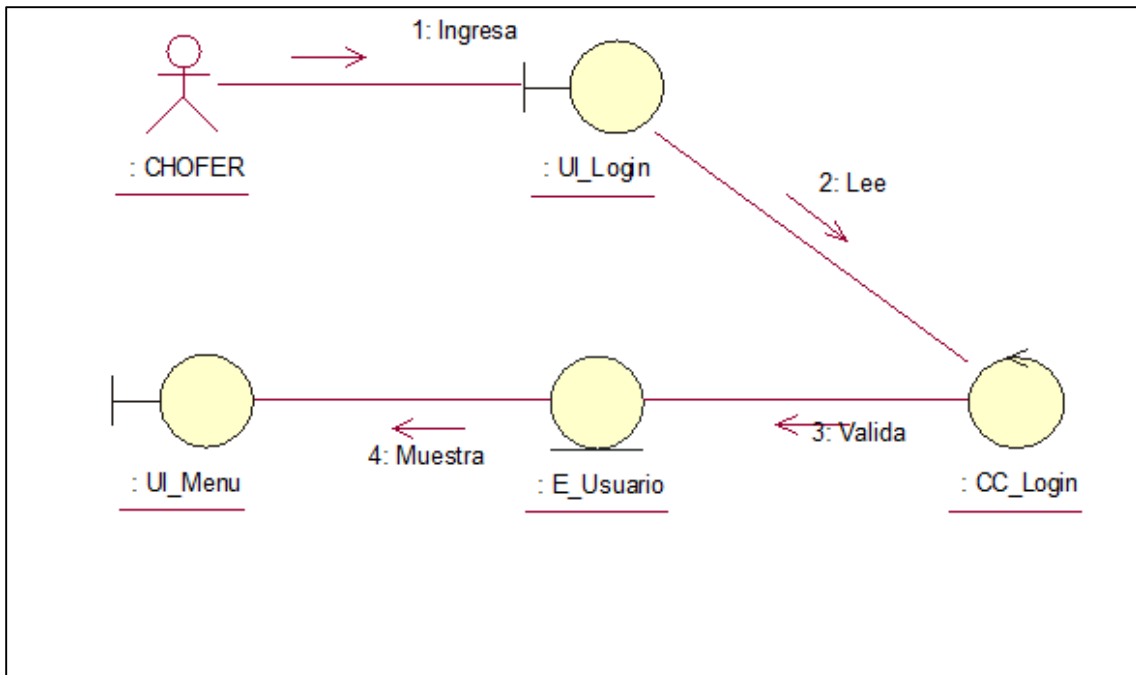 1: Ingresa
: CHOFER
: UI_Login
2: Lee
3: Valida
4: Muestra
: UI_Menu
: E_Usuario
: CC_Login